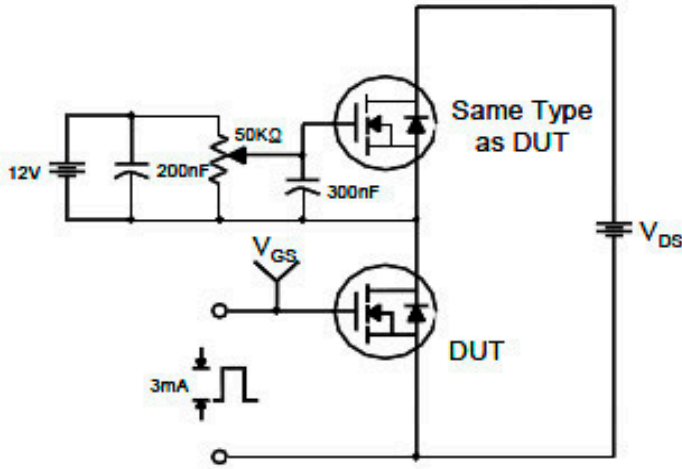 50KΩ
Same Type
as DUT
12V
200nF
300nF
VGS
VDS
DUT
3mA